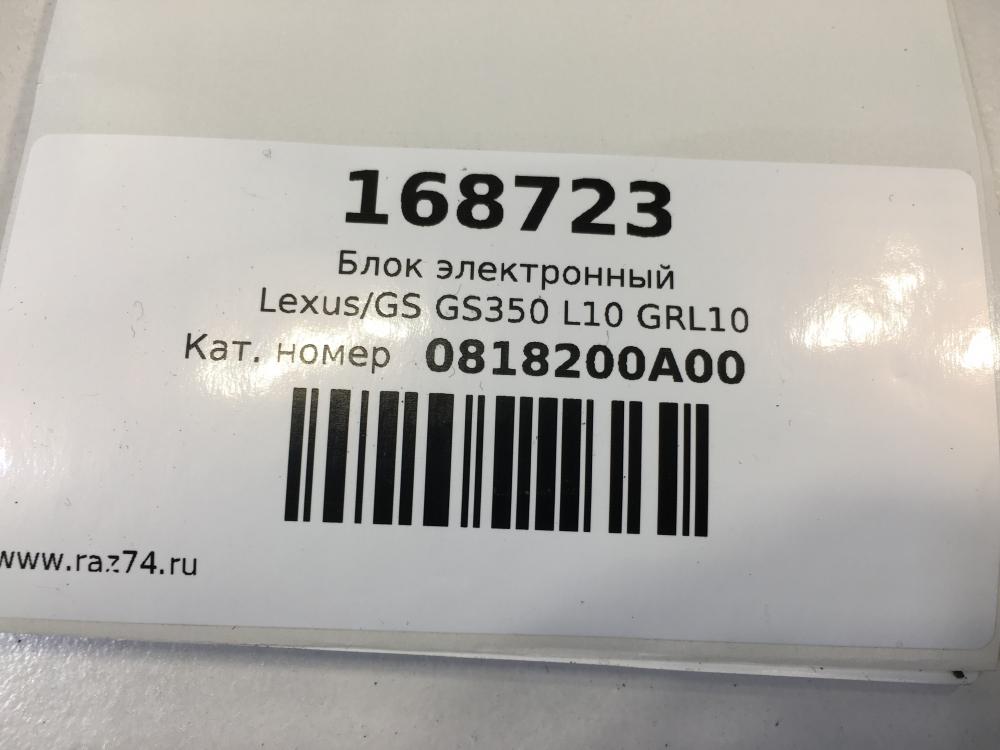 168723
Блок электронный
Lexus/GS GS350 L10 GRL10
Кат. номер 0818200A00
www.raz74.ru